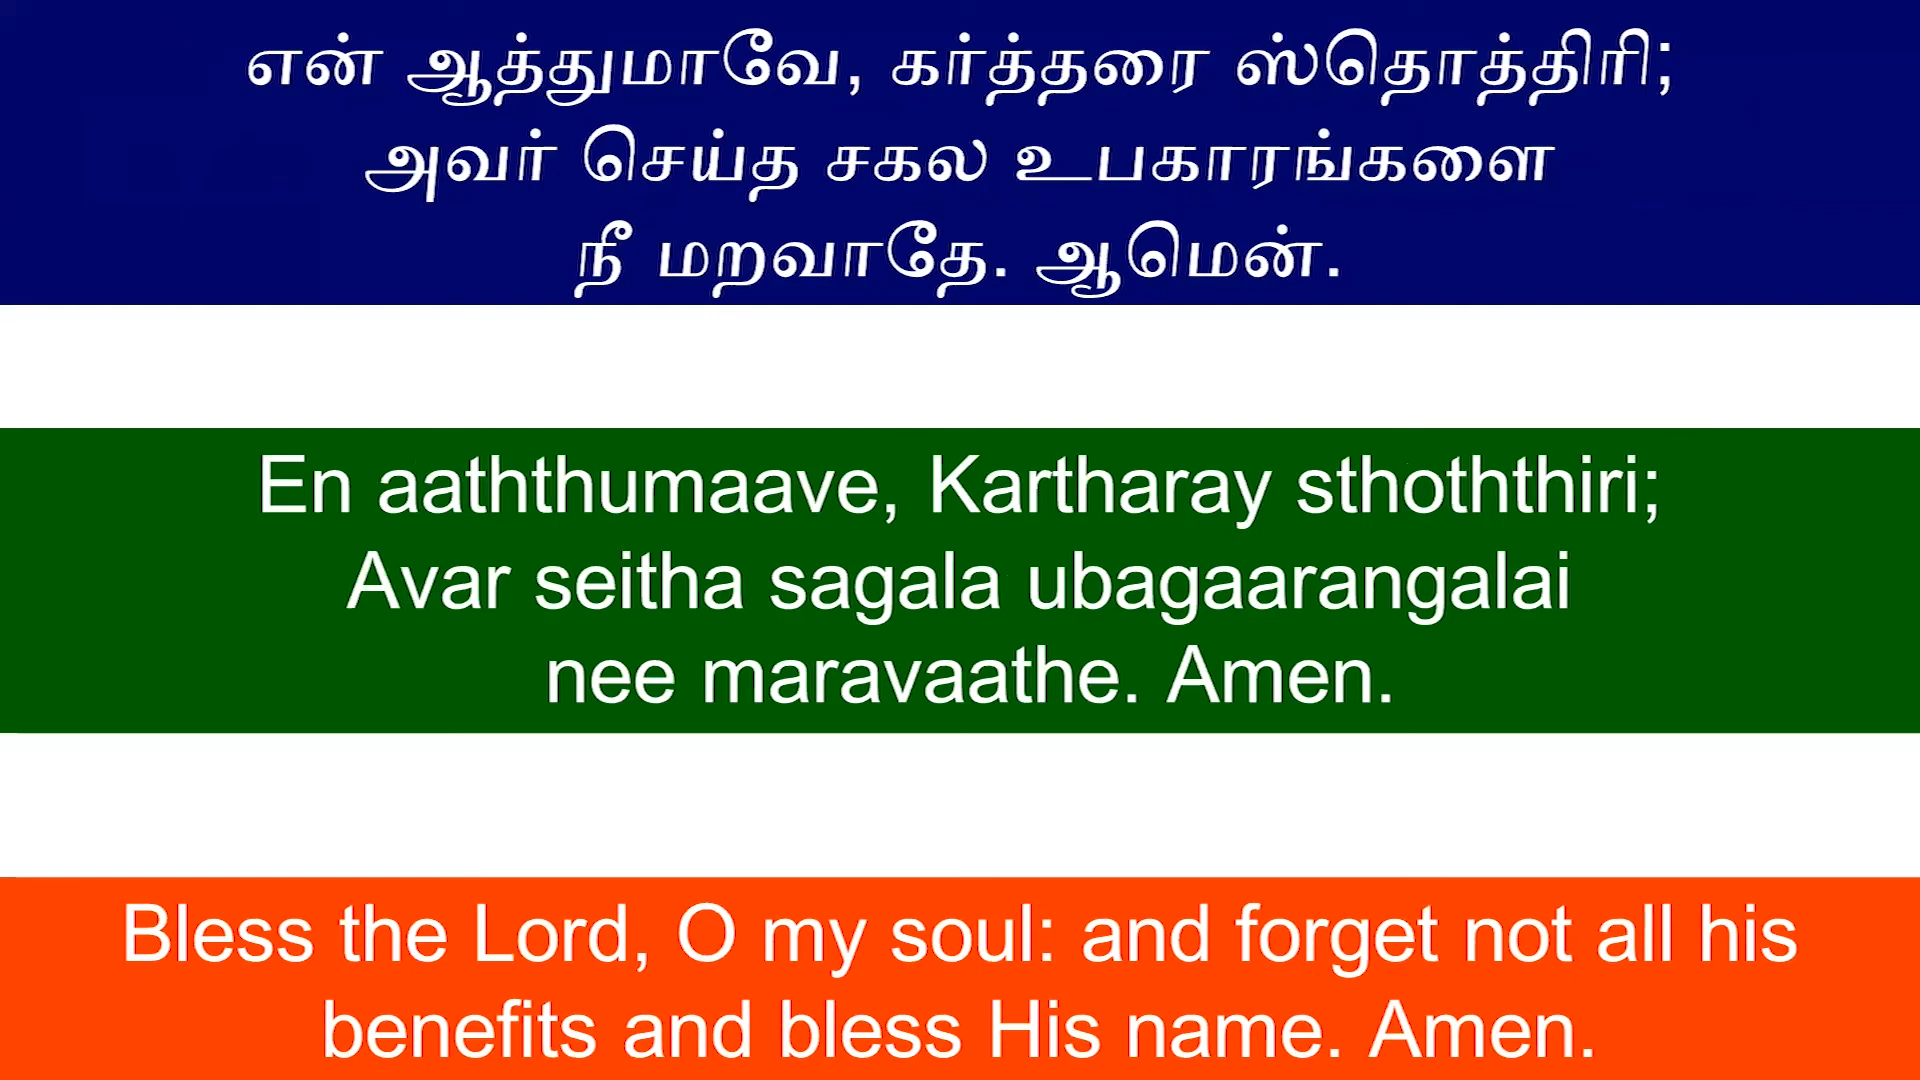 என் ஆத்துமாவே, கர்த்தரை ஸ்தொத்திரி;
அவர் செய்த சகல உபகாரங்களை
நீ மறவாதே. ஆமென்.
En aaththumaave, Kartharay sthoththiri;
Avar seitha sagala ubagaarangalai
nee maravaathe. Amen.
Bless the Lord, O my soul: and forget not all his
benefits and bless His name. Amen.